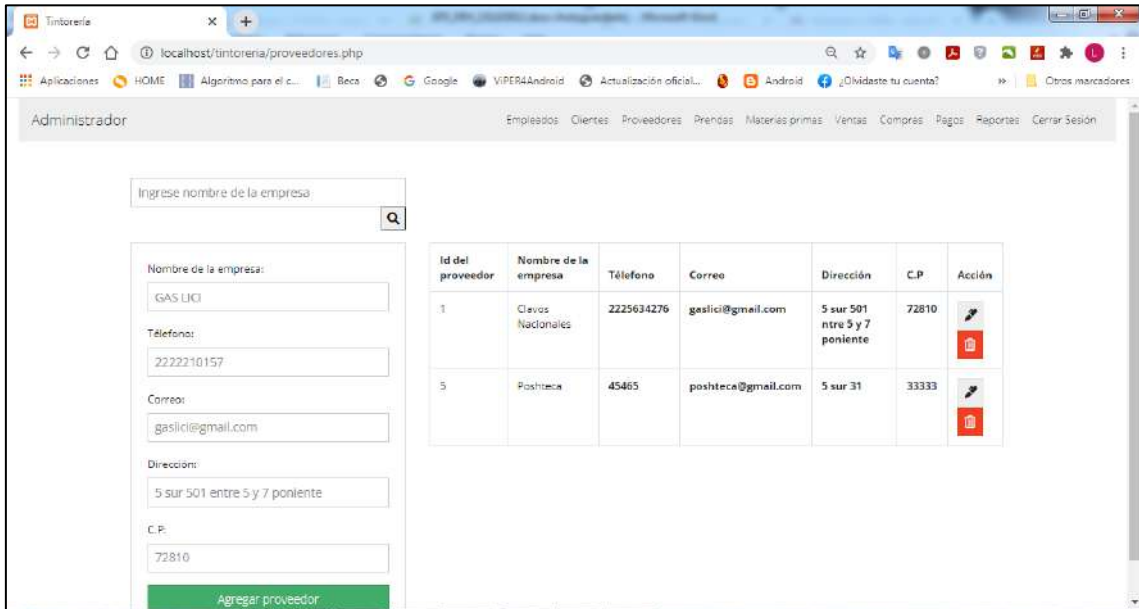 Tintorería
localhost/tintoreria/proveedores.php
Aplicaciones HOME Algoritmo para el c... Beca Google ViPER4Android Actualización oficial... Android ¿Olvidaste tu cuenta? Otros marcadores
Administrador Empleados Clientes Proveedores Prendas Materias primas Ventas Compras Pagos Reportes Cerrar Sesión
Ingrese nombre de la empresa
Nombre de la empresa:
GAS LICI
Télefono:
2222210157
Correo:
gaslici@gmail.com
Dirección:
5 sur 501 entre 5 y 7 poniente
C.P:
72810
Agregar proveedor
Id del proveedor Nombre de la empresa Télefono Correo Dirección C.P Acción
1 Clavos Nacionales 2225634276 gaslici@gmail.com 5 sur 501 ntre 5 y 7 poniente 72810
5 Poshteca 45465 poshteca@gmail.com 5 sur 31 33333